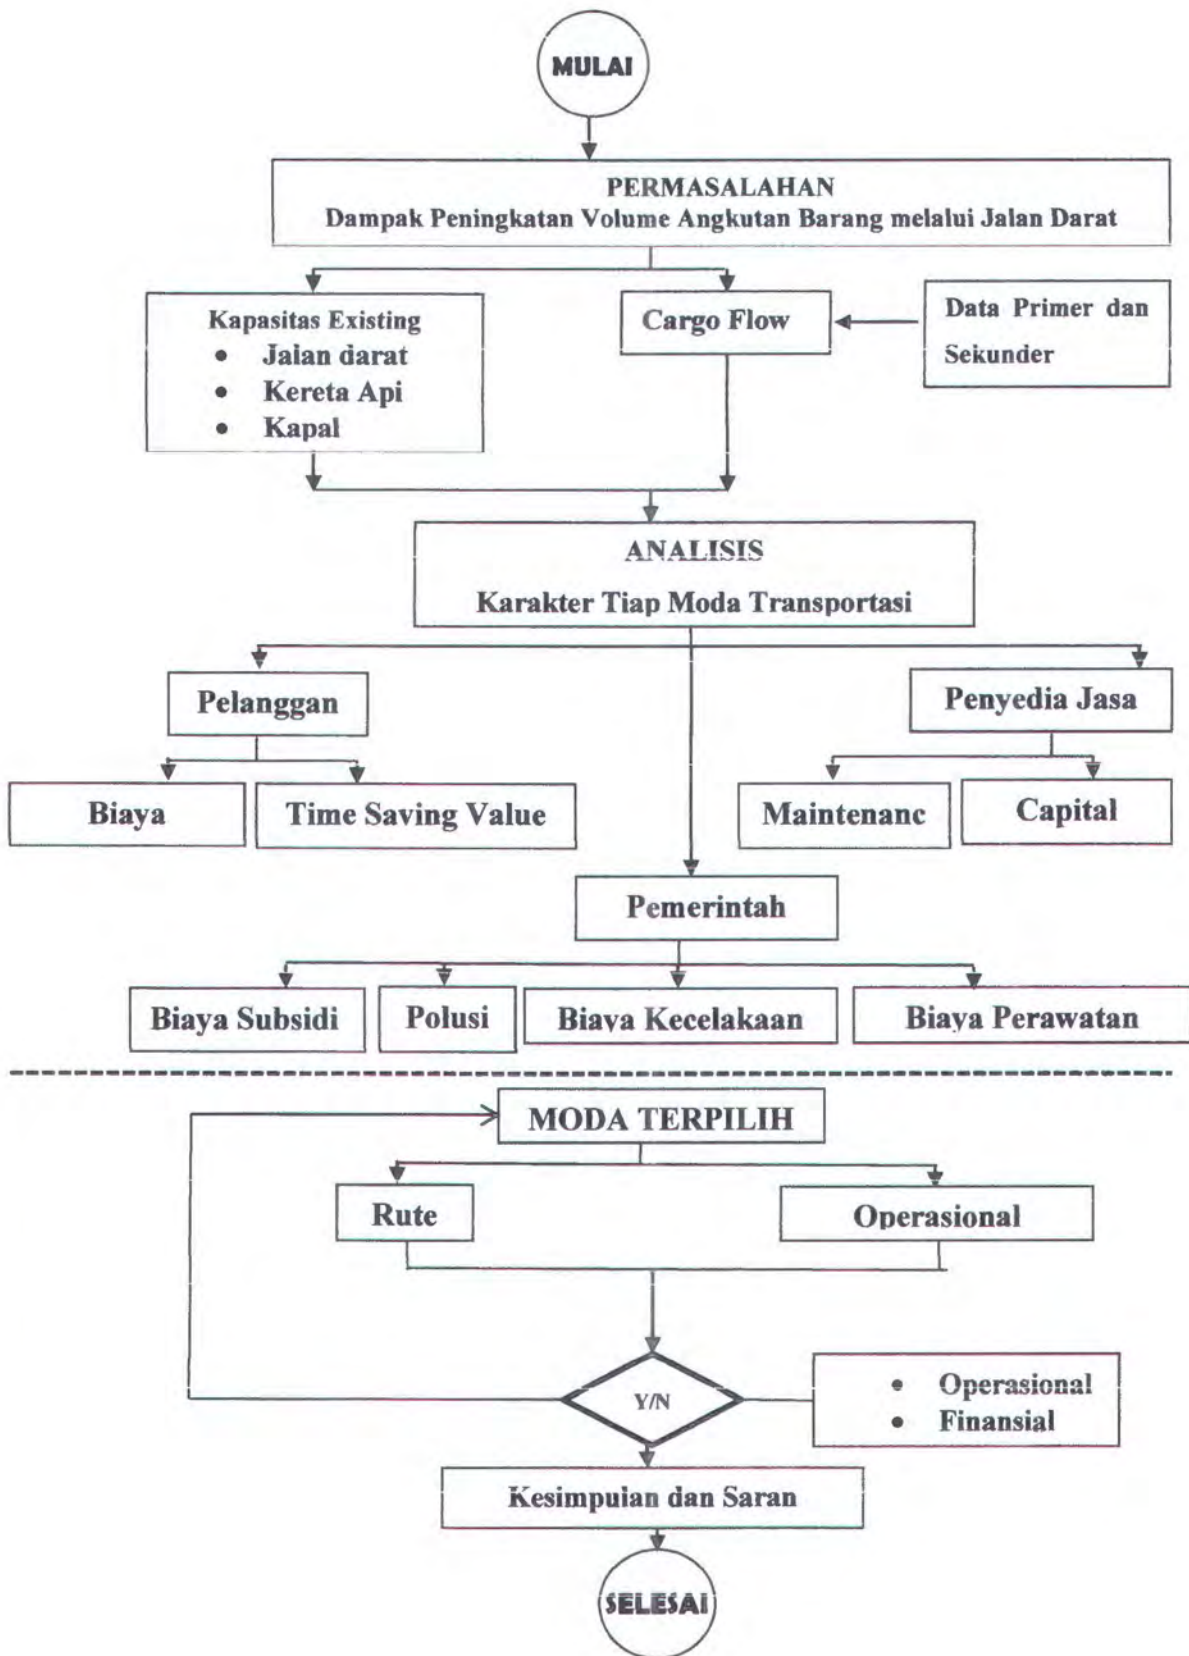 MULAI
PERMASALAHAN
Dampak Peningkatan Volume Angkutan Barang melalui Jalan Darat
Kapasitas Existing
• Jalan darat
• Kereta Api
• Kapal
Cargo Flow
Data Primer dan
Sekunder
ANALISIS
Karakter Tiap Moda Transportasi
Pelanggan
Penyedia Jasa
Biaya
Time Saving Value
Maintenanc
Capital
Pemerintah
Biaya Subsidi
Polusi
Biaya Kecelakaan
Biaya Perawatan
MODA TERPILIH
Rute
Operasional
Y/N
• Operasional
• Finansial
Kesimpulan dan Saran
SELESAI